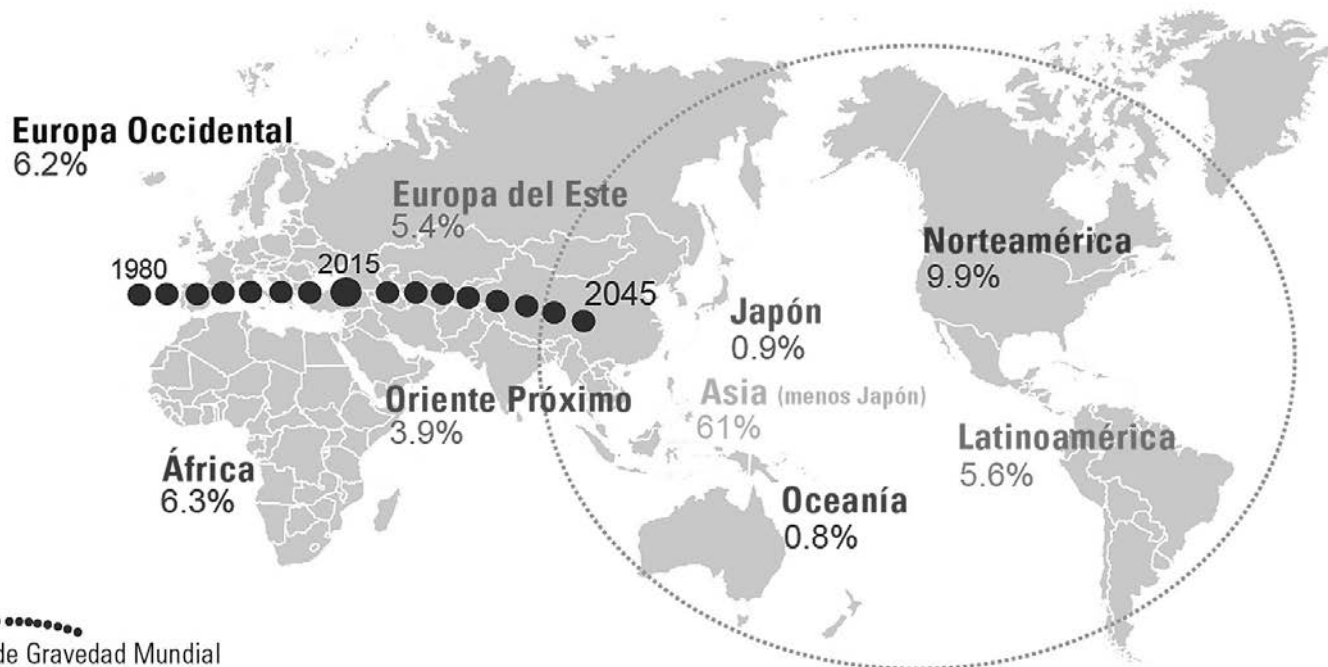 Europa Occidental
6.2%
Europa del Este
5.4%
1980
2015
2045
Norteamérica
9.9%
Japón
0.9%
Asia (menos Japón)
61%
Oriente Próximo
3.9%
Latinoamérica
5.6%
África
6.3%
Oceanía
0.8%
de Gravedad Mundial